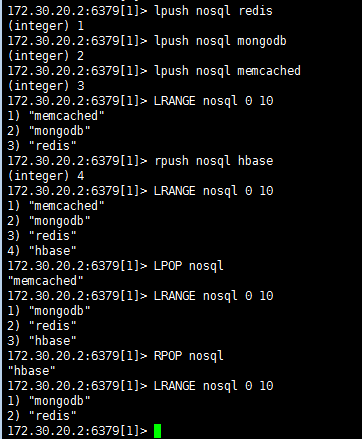 172.30.20.2:6379[1]> lpush nosql redis
(integer) 1
172.30.20.2:6379[1]> lpush nosql mongodb
(integer) 2
172.30.20.2:6379[1]> lpush nosql memcached
(integer) 3
172.30.20.2:6379[1]> LRANGE nosql 0 10
1) "memcached"
2) "mongodb"
3) "redis"
172.30.20.2:6379[1]> rpush nosql hbase
(integer) 4
172.30.20.2:6379[1]> LRANGE nosql 0 10
1) "memcached"
2) "mongodb"
3) "redis"
4) "hbase"
172.30.20.2:6379[1]> LPOP nosql
"memcached"
172.30.20.2:6379[1]> LRANGE nosql 0 10
1) "mongodb"
2) "redis"
3) "hbase"
172.30.20.2:6379[1]> RPOP nosql
"hbase"
172.30.20.2:6379[1]> LRANGE nosql 0 10
1) "mongodb"
2) "redis"
172.30.20.2:6379[1]>